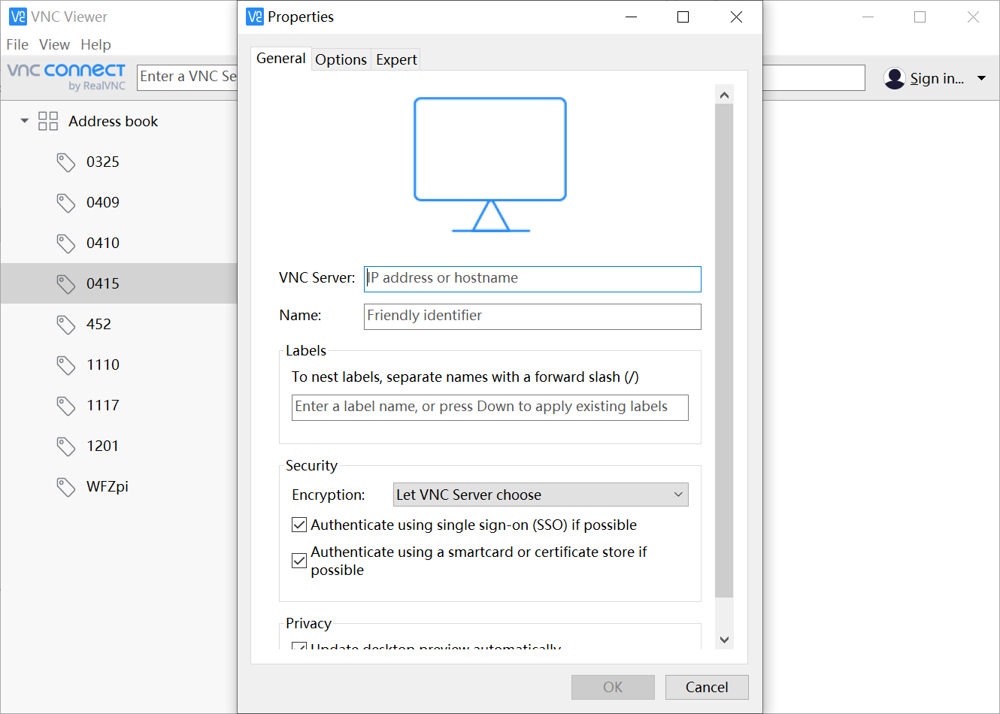 VNC Viewer
File View Help
vnc connect
by RealVNC
Enter a VNC Se
Sign in...
Address book
0325
0409
0410
0415
452
1110
1117
1201
WFZpi
Properties
General Options Expert
VNC Server: IP address or hostname
Name: Friendly identifier
Labels
To nest labels, separate names with a forward slash (/)
Enter a label name, or press Down to apply existing labels
Security
Encryption: Let VNC Server choose
Authenticate using single sign-on (SSO) if possible
Authenticate using a smartcard or certificate store if
possible
Privacy
Update desktop preview automatically
OK Cancel